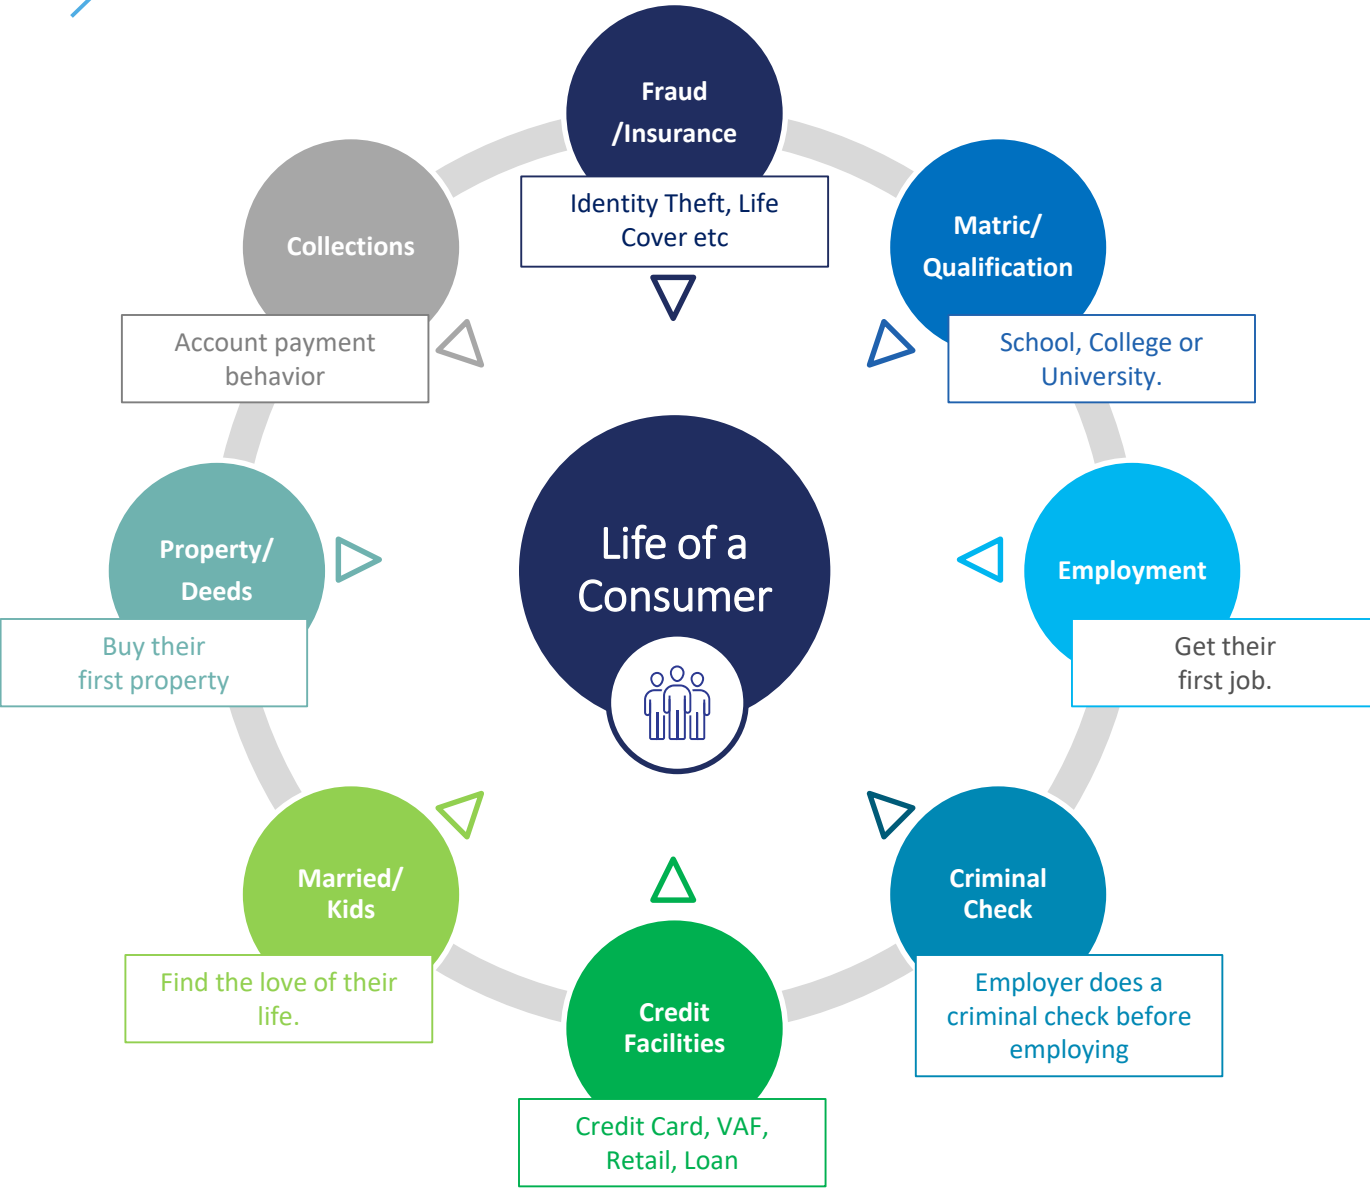 Fraud
/Insurance
Identity Theft, Life
Cover etc
Matric/
Qualification
School, College or
University.
Employment
Get their
first job.
Criminal
Check
Employer does a
criminal check before
employing
Credit
Facilities
Credit Card, VAF,
Retail, Loan
Married/
Kids
Find the love of their
life.
Property/
Deeds
Buy their
first property
Collections
Account payment
behavior
Life of a
Consumer